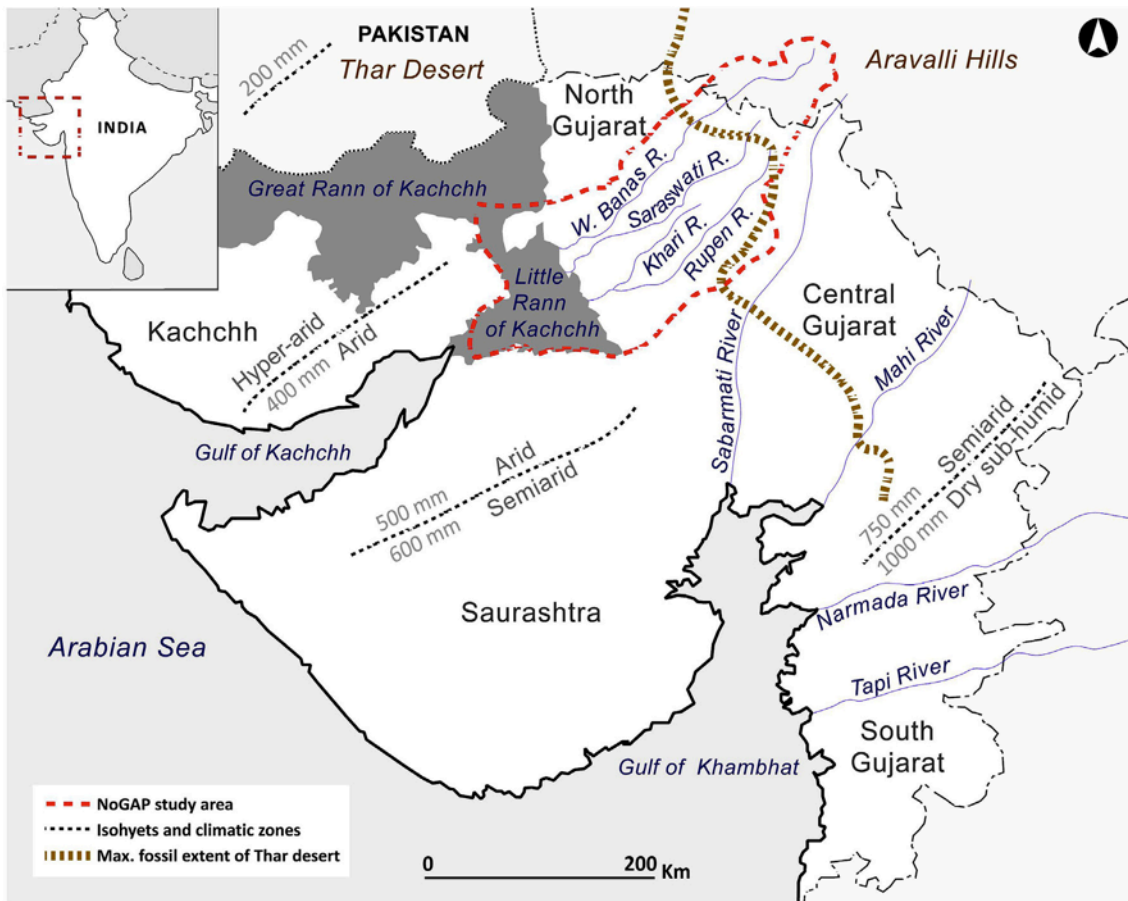 INDIA
200 mm
PAKISTAN
Thar Desert
Aravalli Hills
North
Gujarat
Great Rann of Kachchh
W. Banas R.
Saraswati R.
Khari R.
Rupen R.
Little
Rann
of Kachchh
Kachchh
Hyper-arid
400 mm
Arid
Central
Gujarat
Sabarmati River
Mahi River
Gulf of Kachchh
500 mm
Arid
600 mm
Semiarid
750 mm
Semiarid
1000 mm
Dry sub-humid
Saurashtra
Narmada River
Arabian Sea
Tapi River
South
Gujarat
Gulf of Khambhat
NoGAP study area
Isohyets and climatic zones
Max. fossil extent of Thar desert
0
200
Km